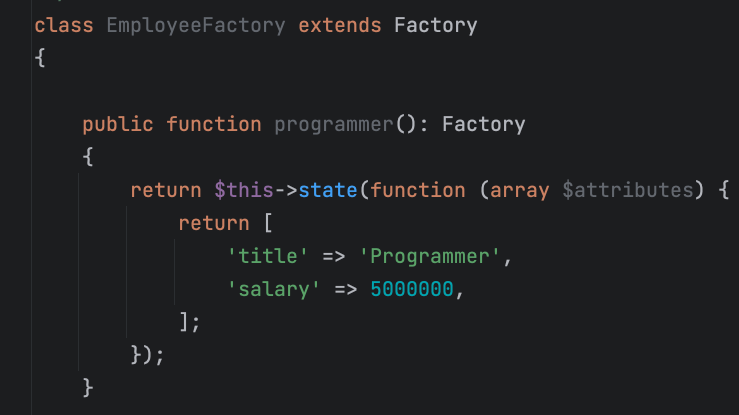 class EmployeeFactory extends Factory
{
public function programmer(): Factory
{
return $this->state(function (array $attributes) {
return [
'title' => 'Programmer',
'salary' => 5000000,
];
});
}